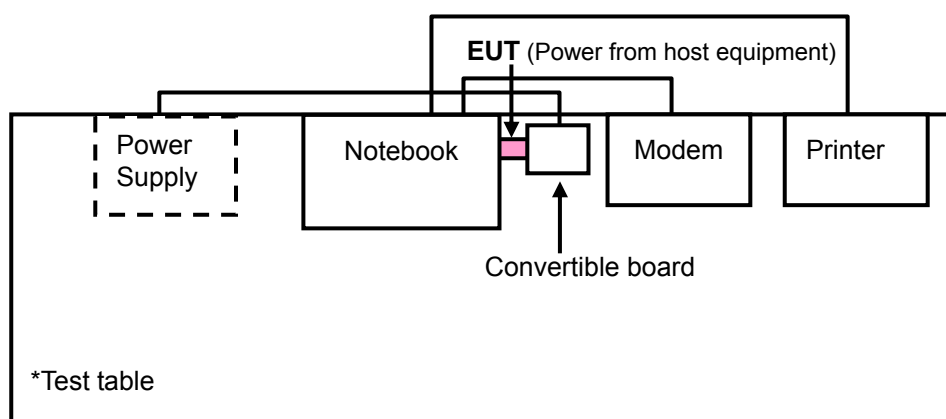 EUT (Power from host equipment)
Power
Supply
Notebook
Modem
Printer
Convertible board
*Test table